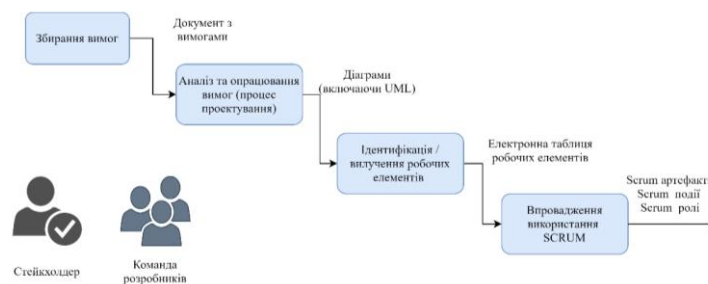 Збирання вимог
Документ з
вимогами
Аналіз та опрацювання
вимог (процес
проектування)
Діаграми
(включаючи UML)
Ідентифікація /
вилучення робочих
елементів
Електронна таблиця
робочих елементів
Впровадження
використання
SCRUM
Scrum артефакт
Scrum події
Scrum ролі
Стейкхолдер
Команда
розробників